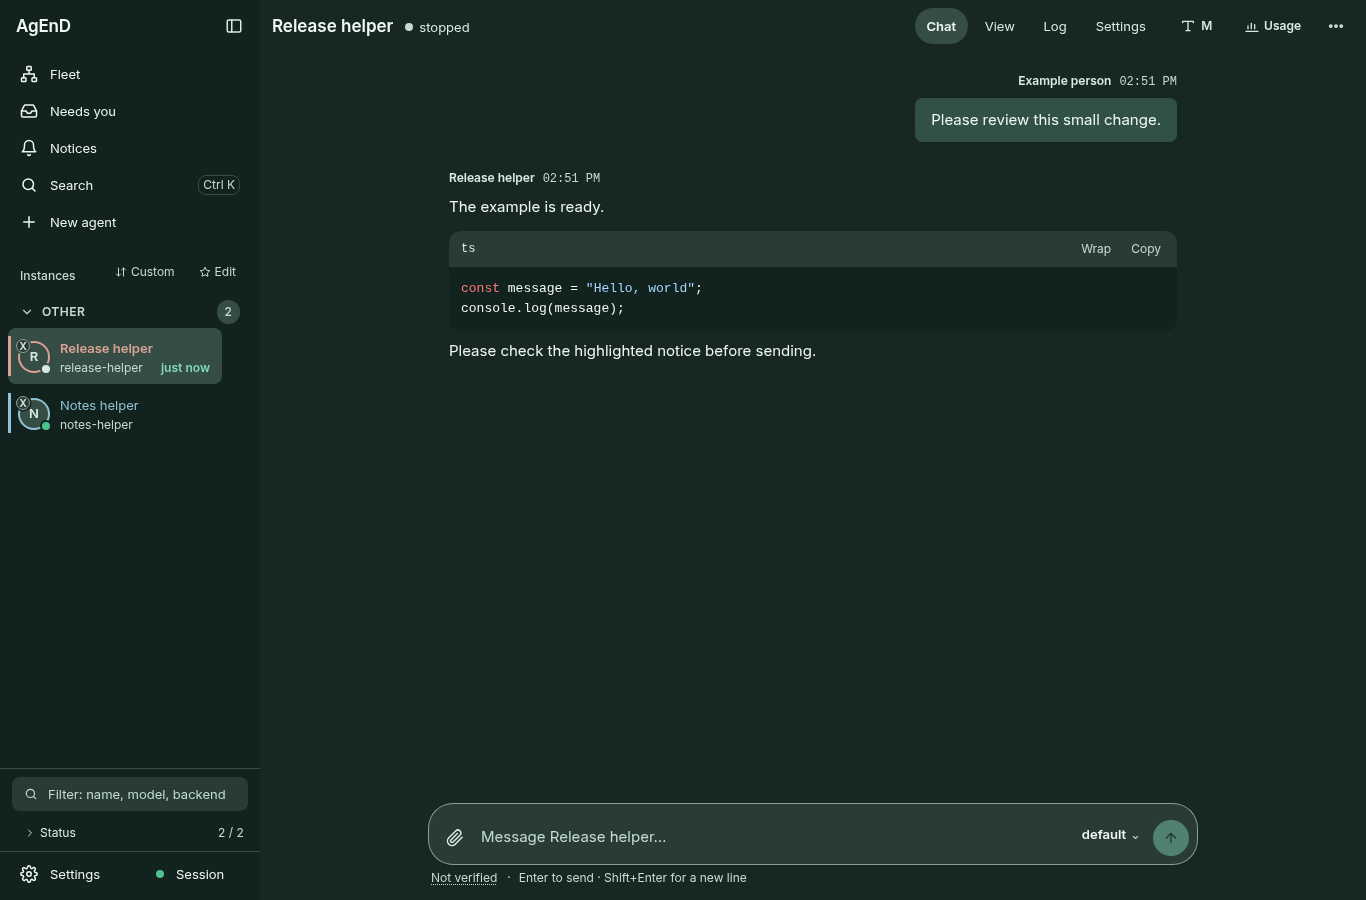 AgEnD
Fleet
Needs you
Notices
Search Ctrl K
New agent
Instances Custom Edit
OTHER 2
X R Release helper
release-helper just now
X N Notes helper
notes-helper
Filter: name, model, backend
Status 2 / 2
Settings Session
Release helper stopped
Chat View Log Settings M Usage
Example person 02:51 PM
Please review this small change.
Release helper 02:51 PM
The example is ready.
ts Wrap Copy
const message = "Hello, world";
console.log(message);
Please check the highlighted notice before sending.
Message Release helper... default
Not verified · Enter to send · Shift+Enter for a new line